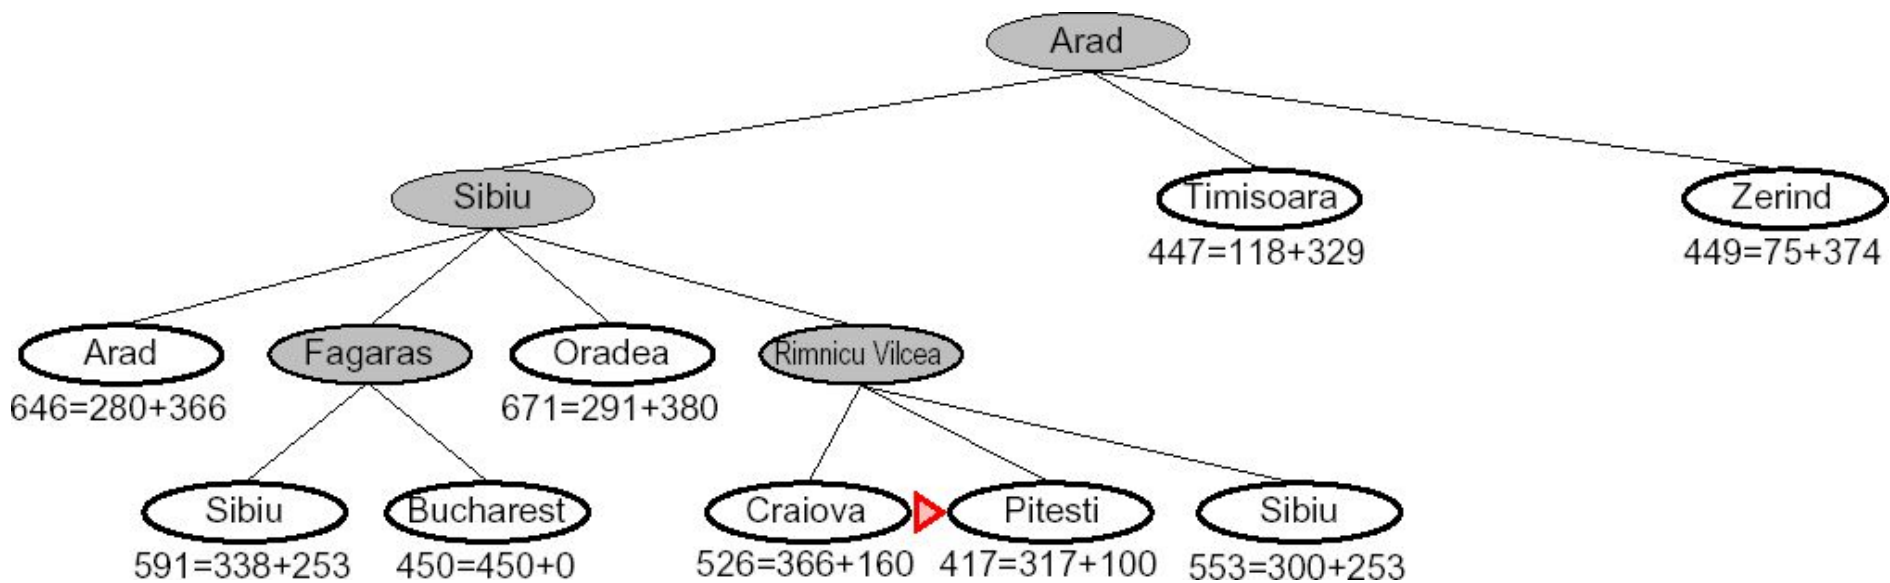 Arad
Sibiu
Timisoara
Zerind
447=118+329
449=75+374
Arad
Fagaras
Oradea
Rimnicu Vilcea
646=280+366
671=291+380
Sibiu
Bucharest
Craiova
Pitesti
Sibiu
591=338+253
450=450+0
526=366+160
417=317+100
553=300+253